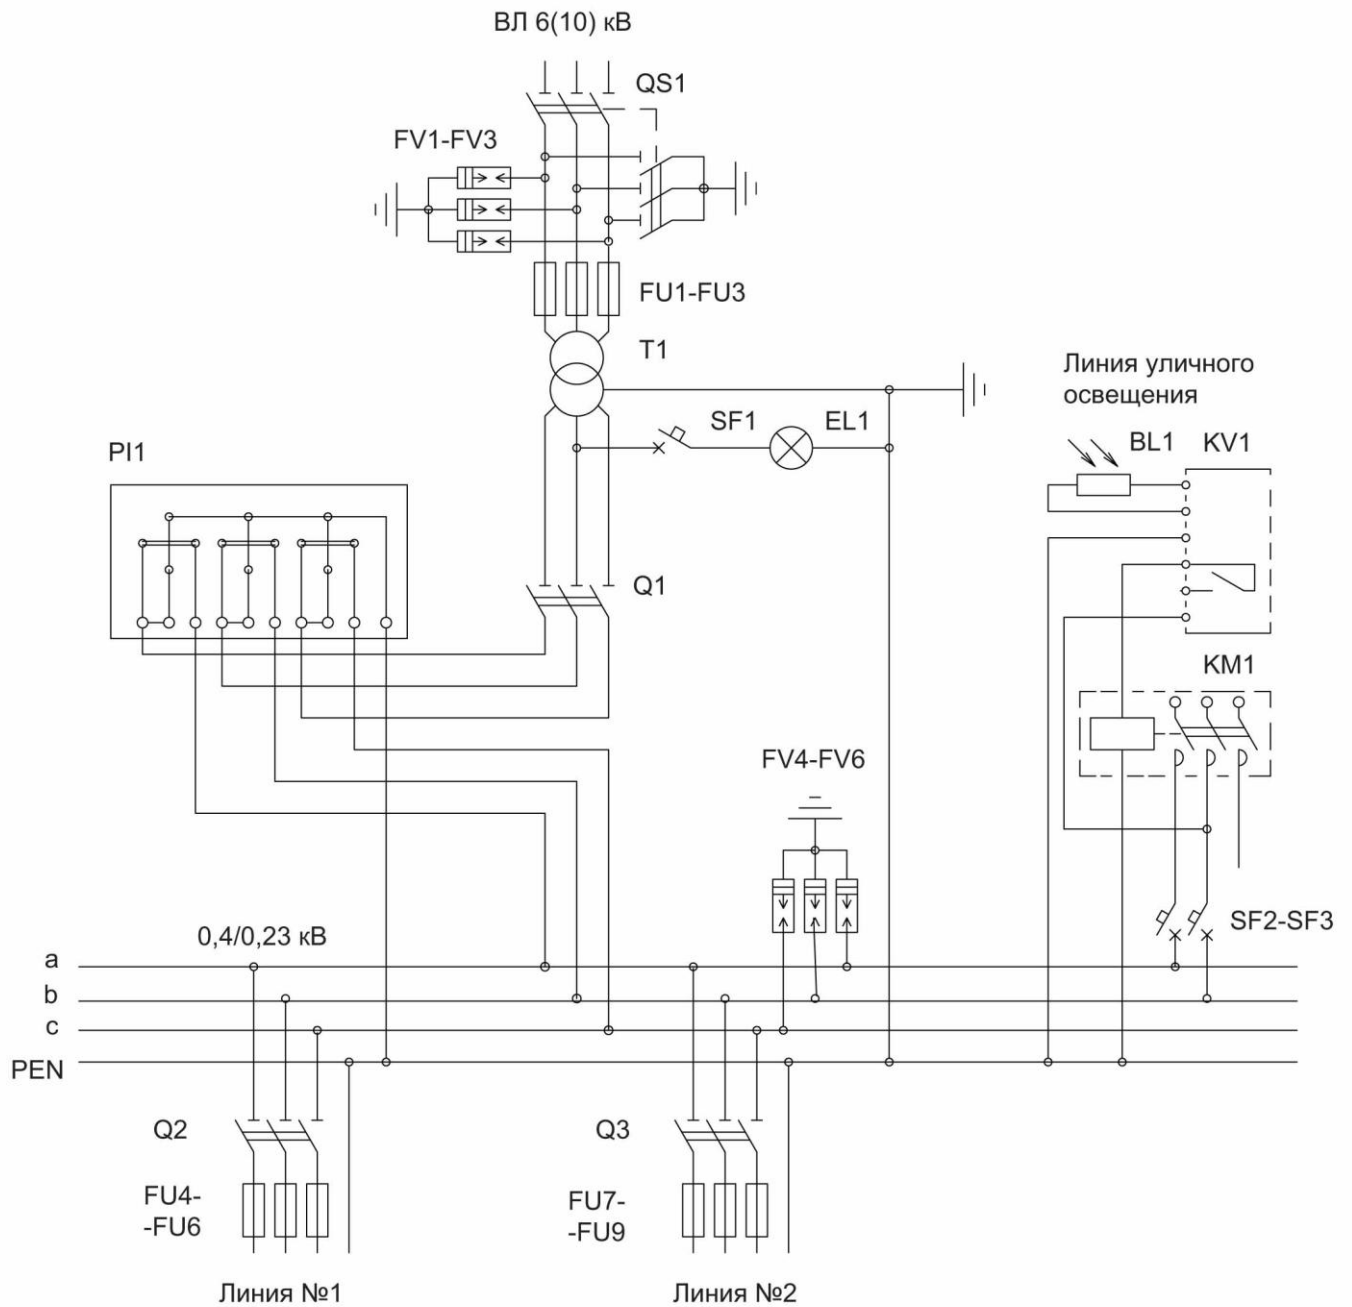 ВЛ 6(10) кВ
QS1
FV1-FV3
FU1-FU3
T1
Линия уличного
освещения
SF1
EL1
BL1
KV1
PI1
Q1
KM1
FV4-FV6
SF2-SF3
0,4/0,23 кВ
a
b
c
PEN
Q2
Q3
FU4-
-FU6
FU7-
-FU9
Линия №1
Линия №2